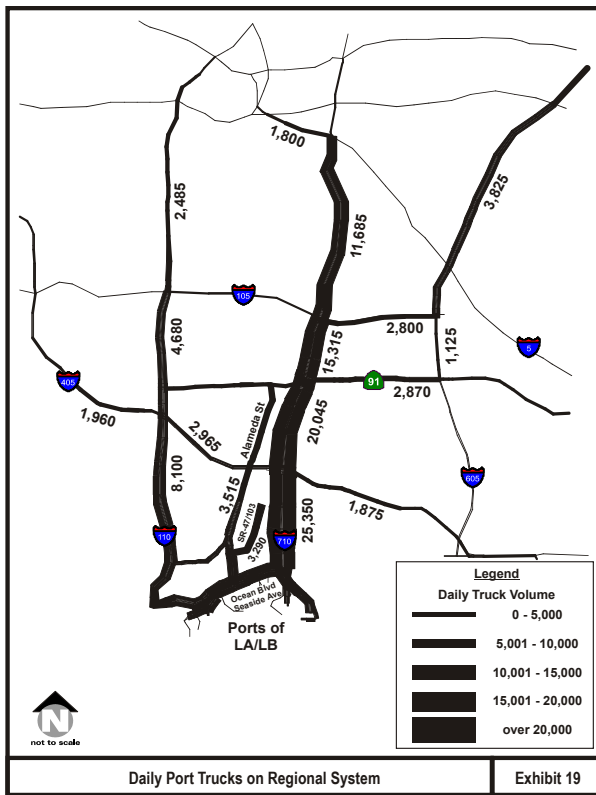 1,800
2,485
11,685
3,825
105
4,680
15,315
2,800
1,125
5
405
91
2,870
1,960
2,965
Alameda St
20,045
8,100
3,515
SR-47/103
3,290
25,350
1,875
605
110
710
Ocean Blvd
Seaside Ave
Ports of
LA/LB
Legend
Daily Truck Volume
0 - 5,000
5,001 - 10,000
10,001 - 15,000
15,001 - 20,000
over 20,000
N
not to scale
Daily Port Trucks on Regional System
Exhibit 19